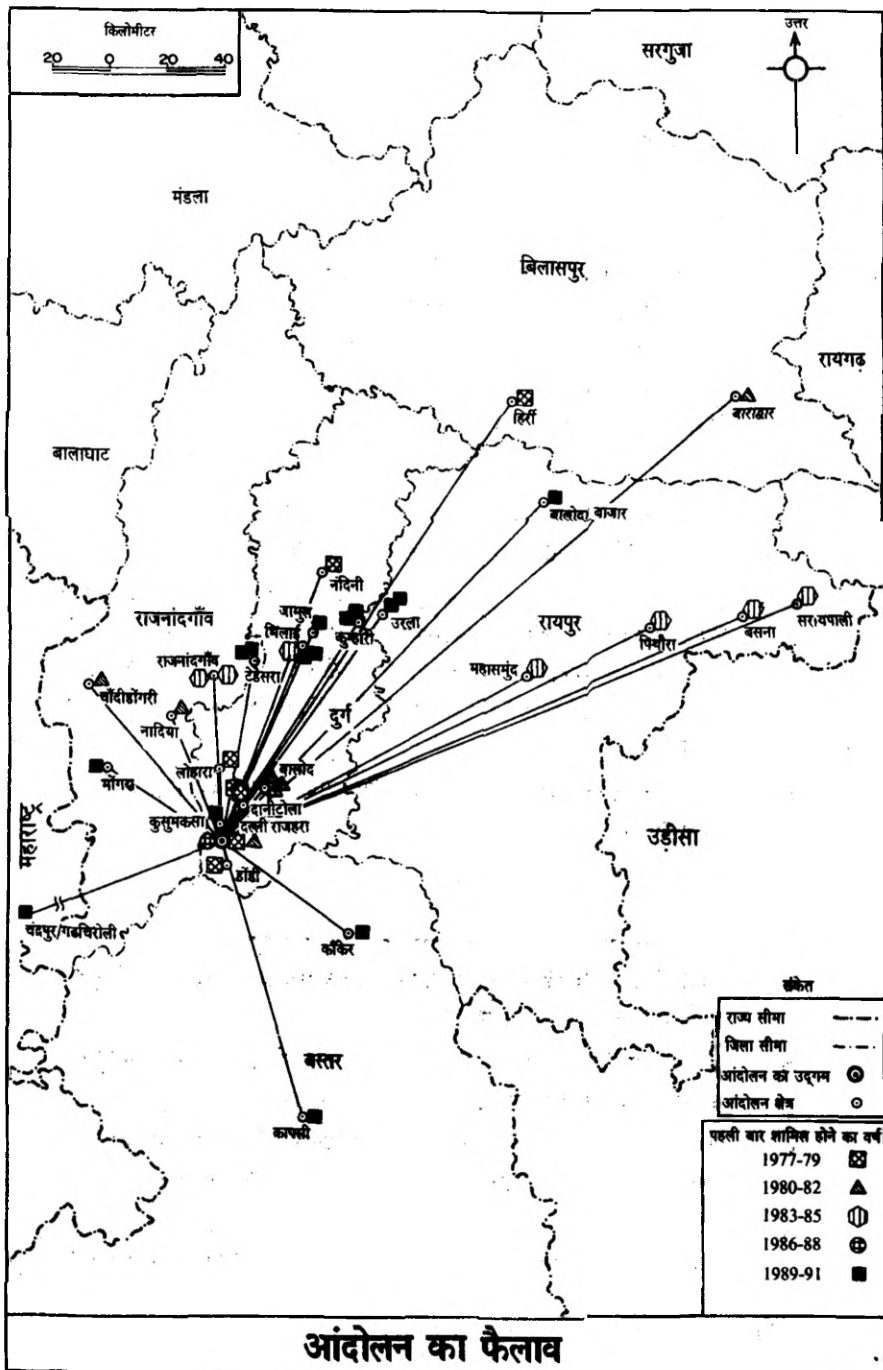 किलोमीटर
20 0 20 40
उत्तर
सरगुजा
मंडला
बिलासपुर
रायगढ़
हिर्री
बाराद्वार
बालाघाट
बालोदा बाजार
नंदिनी
जामुल
राजनांदगाँव
भिलाई
कुम्हारी
उरला
रायपुर
सरायपाली
बसना
पिथौरा
राजनांदगाँव
टेडेसरा
महासमुंद
चाँदीडोंगरी
नादिया
दुर्ग
लोहारा
बालोद
मोंगरा
दानीटोला
कुसुमकसा
दल्ली राजहरा
महाराष्ट्र
उड़ीसा
डोंडी
चंद्रपुर/गढचिरोली
काँकेर
संकेत
राज्य सीमा
जिला सीमा
बस्तर
आंदोलन का उद्गम
आंदोलन क्षेत्र
कापसी
पहली बार शामिल होने का वर्ष
1977-79
1980-82
1983-85
1986-88
1989-91
आंदोलन का फैलाव